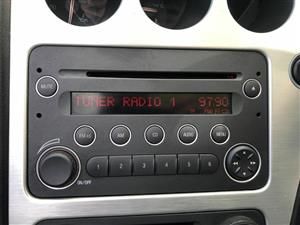 MUTE
TUNER RADIO 1 97.90
FM AS AM CD AUDIO MENU
1 2 3 4 5 6
ON/OFF